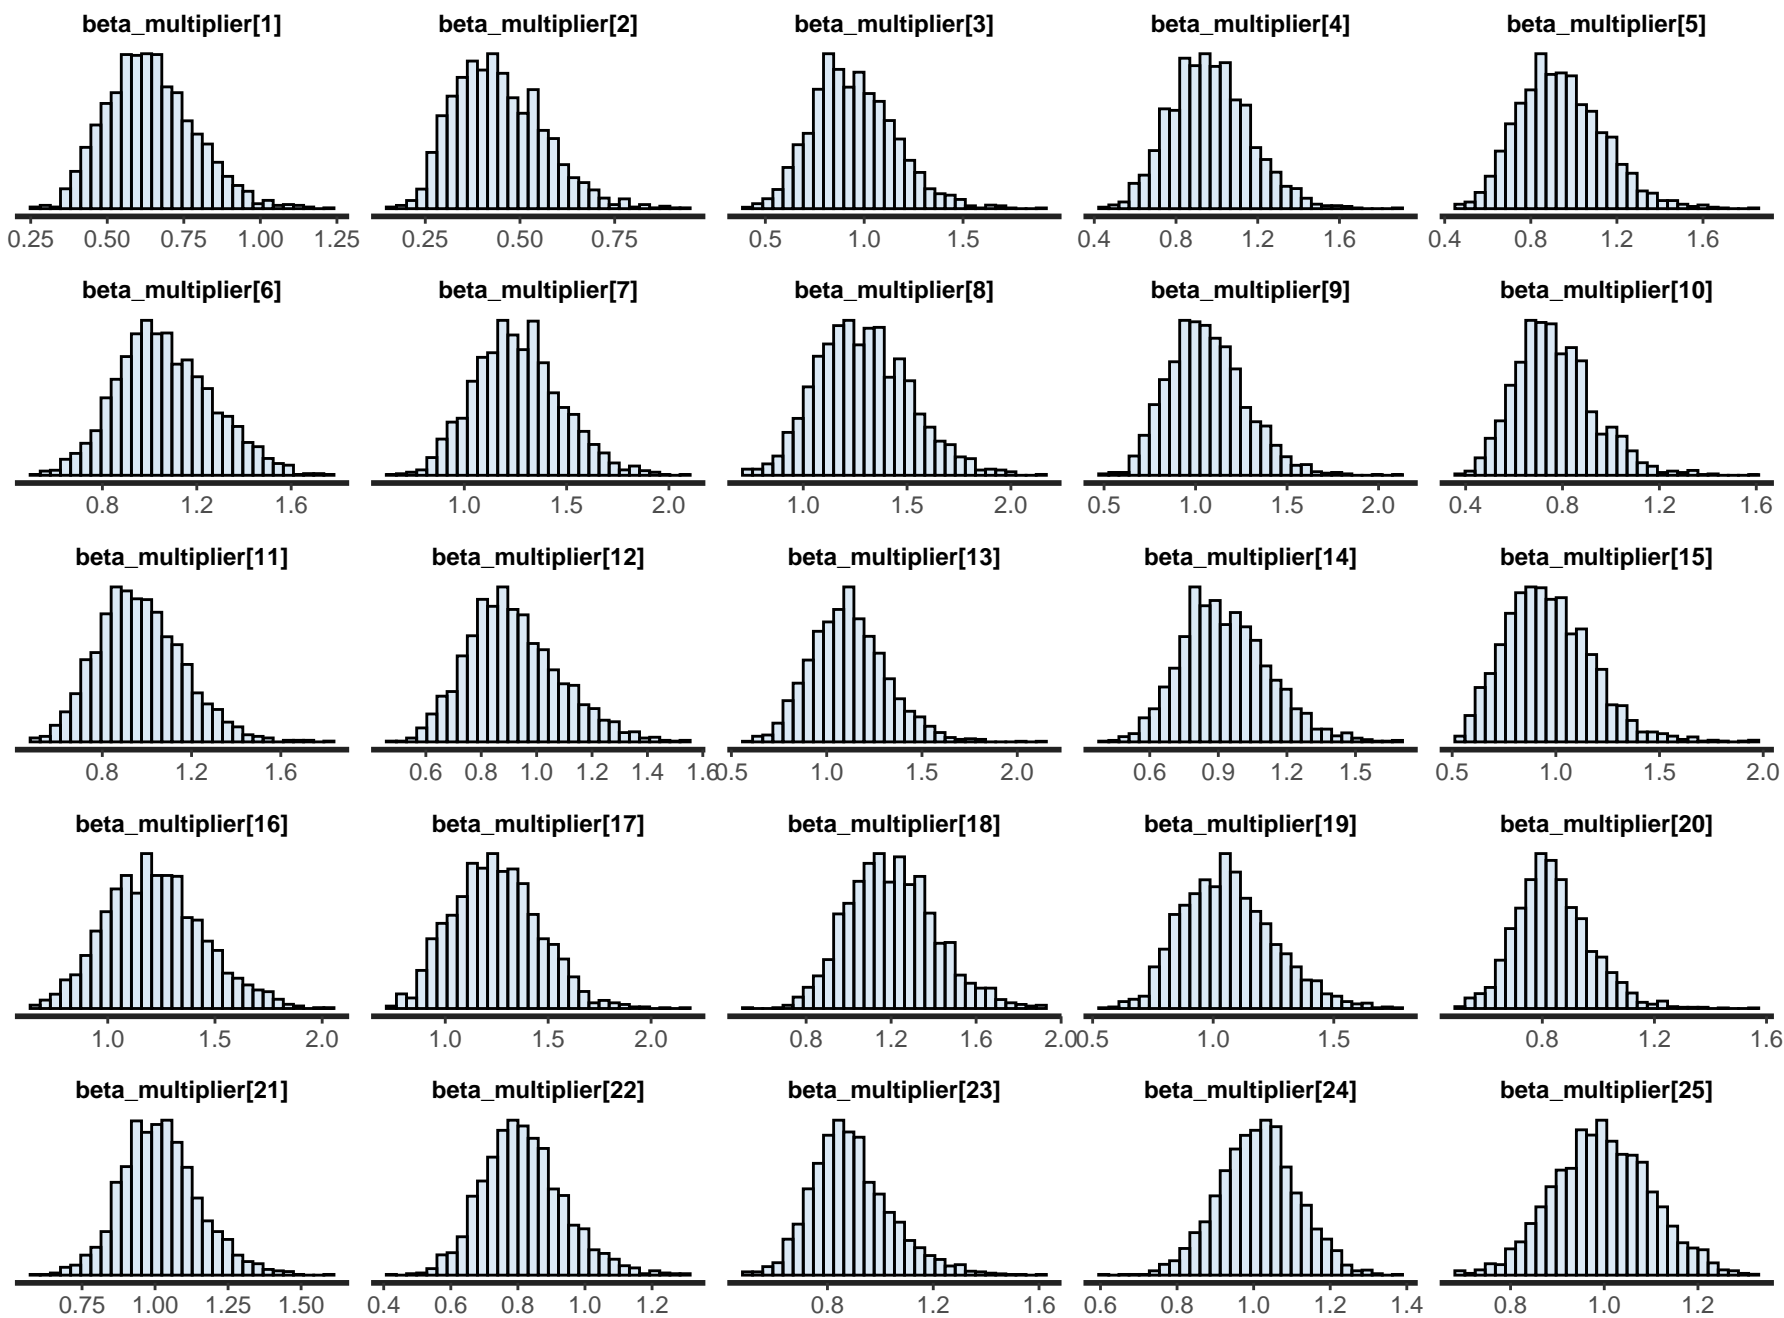 beta_multiplier[1] beta_multiplier[2] beta_multiplier[3] beta_multiplier[4] beta_multiplier[5]
0.25 0.50 0.75 1.00 1.25 0.25 0.50 0.75 0.5 1.0 1.5 0.4 0.8 1.2 1.6 0.4 0.8 1.2 1.6
beta_multiplier[6] beta_multiplier[7] beta_multiplier[8] beta_multiplier[9] beta_multiplier[10]
0.8 1.2 1.6 1.0 1.5 2.0 1.0 1.5 2.0 0.5 1.0 1.5 2.0 0.4 0.8 1.2 1.6
beta_multiplier[11] beta_multiplier[12] beta_multiplier[13] beta_multiplier[14] beta_multiplier[15]
0.8 1.2 1.6 0.6 0.8 1.0 1.2 1.4 1.6 0.5 1.0 1.5 2.0 0.6 0.9 1.2 1.5 0.5 1.0 1.5 2.0
beta_multiplier[16] beta_multiplier[17] beta_multiplier[18] beta_multiplier[19] beta_multiplier[20]
1.0 1.5 2.0 1.0 1.5 2.0 0.8 1.2 1.6 2.0 0.5 1.0 1.5 0.8 1.2 1.6
beta_multiplier[21] beta_multiplier[22] beta_multiplier[23] beta_multiplier[24] beta_multiplier[25]
0.75 1.00 1.25 1.50 0.4 0.6 0.8 1.0 1.2 0.8 1.2 1.6 0.6 0.8 1.0 1.2 1.4 0.8 1.0 1.2